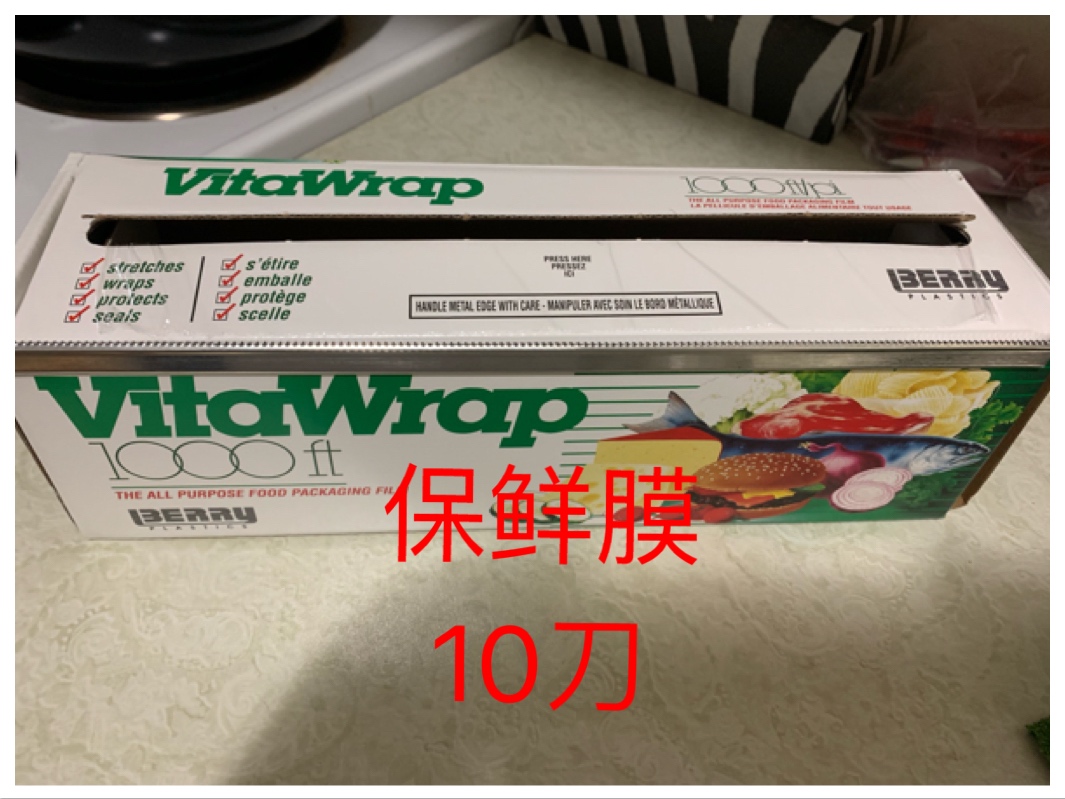 VitaWrap
1000 ft/pi
THE ALL PURPOSE FOOD PACKAGING FILM
LA PELLICULE D'EMBALLAGE ALIMENTAIRE TOUT USAGE
stretches
wraps
protects
seals
s'étire
emballe
protège
scelle
PRESS HERE
PRESSEZ
ICI
HANDLE METAL EDGE WITH CARE - MANIPULER AVEC SOIN LE BORD MÉTALLIQUE
BERRY
PLASTICS
VitaWrap
1000 ft
THE ALL PURPOSE FOOD PACKAGING FIL
BERRY
PLASTICS
保鲜膜
10刀